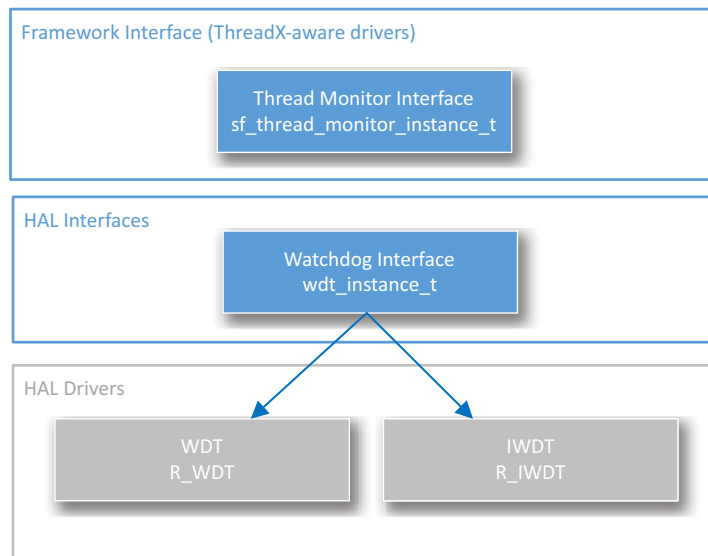 Framework Interface (ThreadX-aware drivers)
Thread Monitor Interface
sf_thread_monitor_instance_t
HAL Interfaces
Watchdog Interface
wdt_instance_t
HAL Drivers
WDT
R_WDT
IWDT
R_IWDT